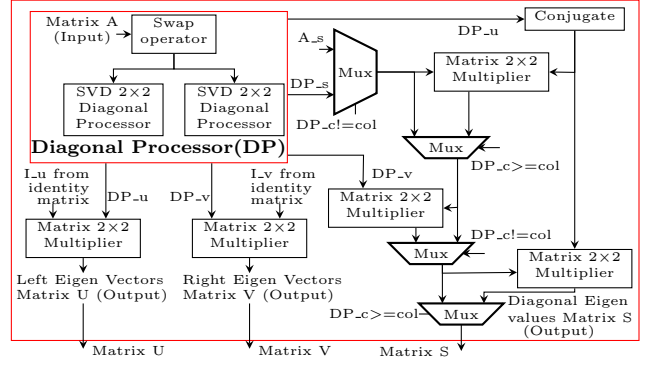 Matrix A
(Input)
Swap
operator
SVD 2×2
Diagonal
Processor
SVD 2×2
Diagonal
Processor
Diagonal Processor(DP)
DP_u
Conjugate
A_s
DP_s
Mux
DP_c!=col
Matrix 2×2
Multiplier
Mux
DP_c>=col
I_u from
identity
matrix
DP_u
DP_v
I_v from
identity
matrix
DP_v
Matrix 2×2
Multiplier
Matrix 2×2
Multiplier
Matrix 2×2
Multiplier
DP_c!=col
Mux
Matrix 2×2
Multiplier
Left Eigen Vectors
Matrix U (Output)
Right Eigen Vectors
Matrix V (Output)
DP_c>=col
Mux
Diagonal Eigen
values Matrix S
(Output)
Matrix U
Matrix V
Matrix S